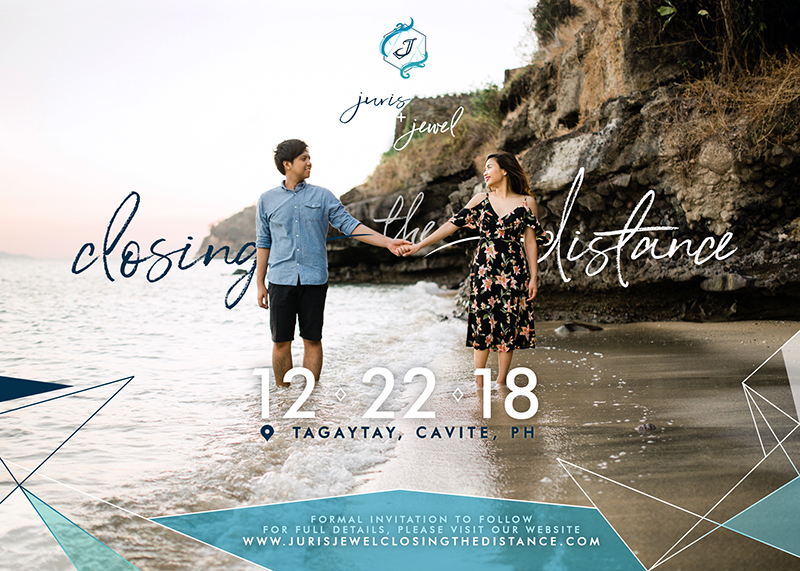 J
juris
+ jewel
closing the distance
12 ◇ 22 ◇ 18
TAGAYTAY, CAVITE, PH
FORMAL INVITATION TO FOLLOW
FOR FULL DETAILS, PLEASE VISIT OUR WEBSITE
WWW.JURISJEWELCLOSINGTHEDISTANCE.COM